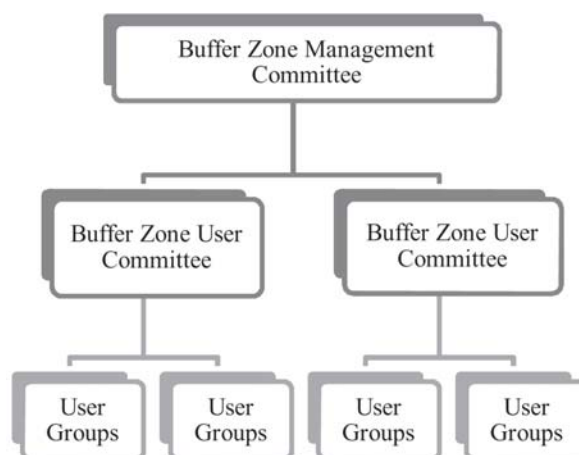 Buffer Zone Management
Committee
Buffer Zone User
Committee
Buffer Zone User
Committee
User
Groups
User
Groups
User
Groups
User
Groups